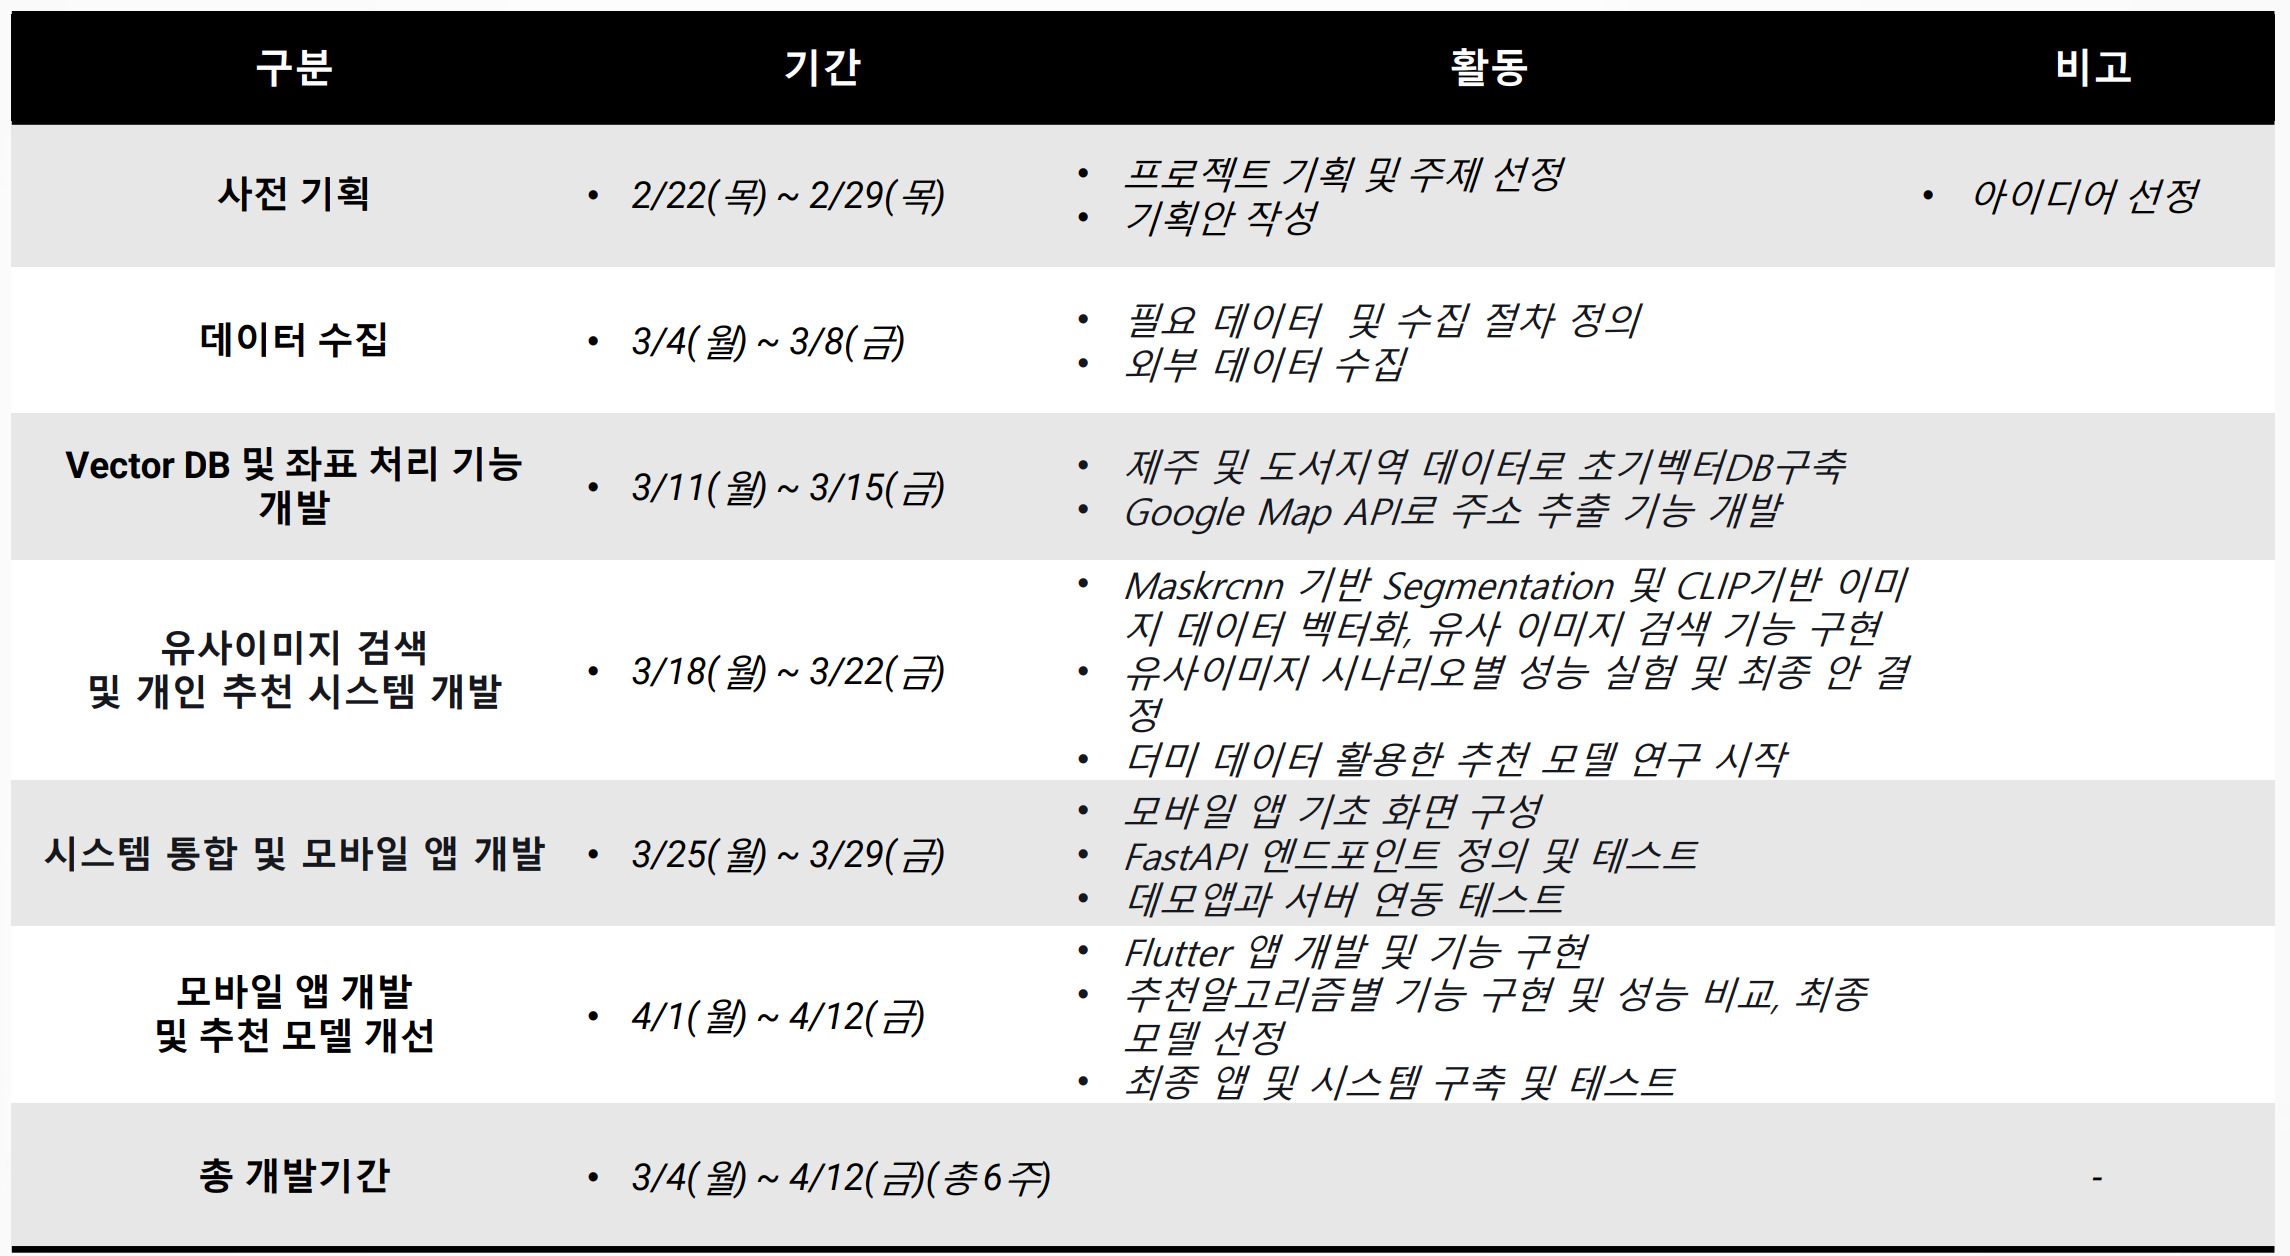 구분 기간 활동 비고
사전 기획
• 2/22(목) ~ 2/29(목)
• 프로젝트 기획 및 주제 선정
• 기획안 작성
• 아이디어 선정
데이터 수집
• 3/4(월) ~ 3/8(금)
• 필요 데이터 및 수집 절차 정의
• 외부 데이터 수집
Vector DB 및 좌표 처리 기능
개발
• 3/11(월) ~ 3/15(금)
• 제주 및 도서지역 데이터로 초기벡터DB구축
• Google Map API로 주소 추출 기능 개발
유사이미지 검색
및 개인 추천 시스템 개발
• 3/18(월) ~ 3/22(금)
• Maskrcnn 기반 Segmentation 및 CLIP기반 이미
지 데이터 벡터화, 유사 이미지 검색 기능 구현
• 유사이미지 시나리오별 성능 실험 및 최종 안 결
정
• 더미 데이터 활용한 추천 모델 연구 시작
시스템 통합 및 모바일 앱 개발
• 3/25(월) ~ 3/29(금)
• 모바일 앱 기초 화면 구성
• FastAPI 엔드포인트 정의 및 테스트
• 데모앱과 서버 연동 테스트
모바일 앱 개발
및 추천 모델 개선
• 4/1(월) ~ 4/12(금)
• Flutter 앱 개발 및 기능 구현
• 추천알고리즘별 기능 구현 및 성능 비교, 최종
모델 선정
• 최종 앱 및 시스템 구축 및 테스트
총 개발기간
• 3/4(월) ~ 4/12(금)(총 6주)
-